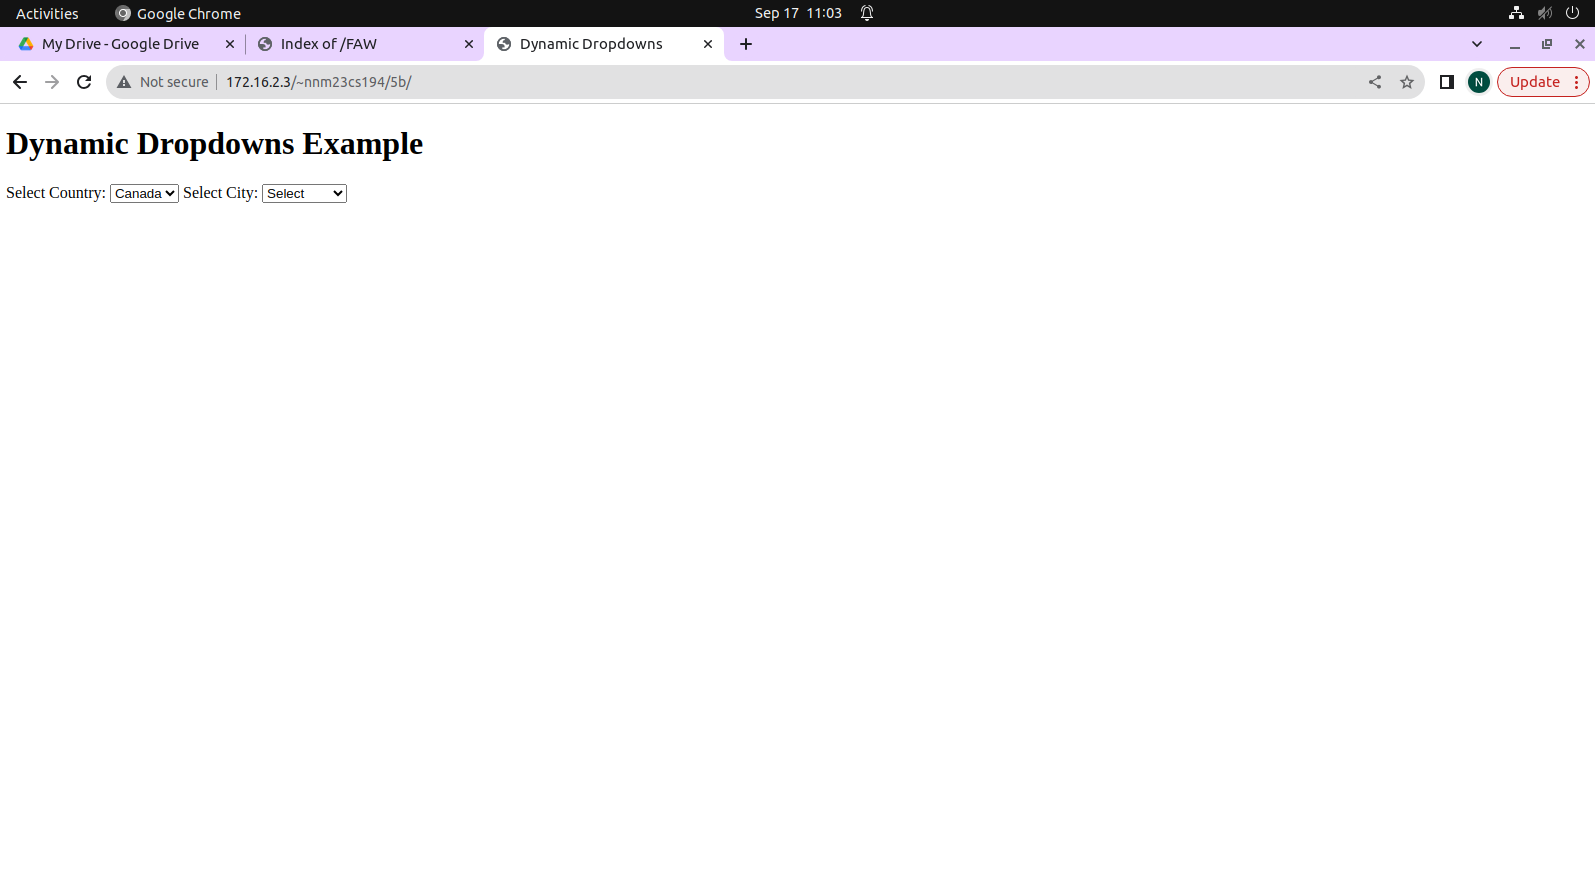 Activities Google Chrome Sep 17 11:03
My Drive - Google Drive Index of /FAW Dynamic Dropdowns
Not secure 172.16.2.3/~nnm23cs194/5b/ N Update
Dynamic Dropdowns Example
Select Country: Canada Select City: Select